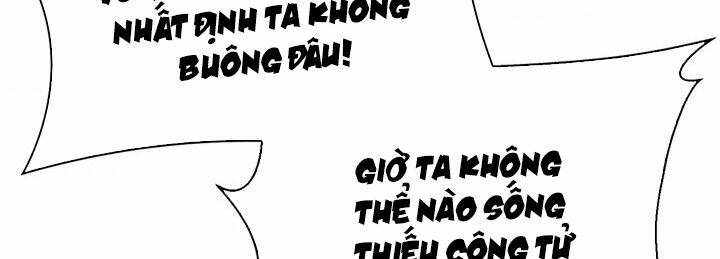 NHẤT ĐỊNH TA KHÔNG
BUÔNG ĐÂU!
GIỜ TA KHÔNG
THỂ NÀO SỐNG
THIẾU CÔNG TỬ